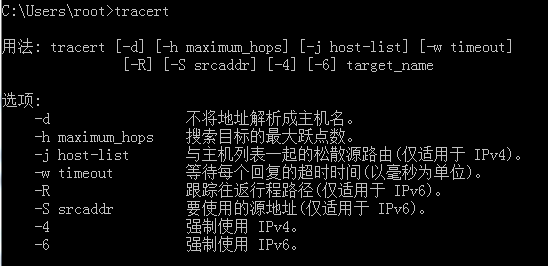 C:\Users\root>tracert
用法: tracert [-d] [-h maximum_hops] [-j host-list] [-w timeout]
[-R] [-S srcaddr] [-4] [-6] target_name
选项:
-d 不将地址解析成主机名。
-h maximum_hops 搜索目标的最大跃点数。
-j host-list 与主机列表一起的松散源路由(仅适用于 IPv4)。
-w timeout 等待每个回复的超时时间(以毫秒为单位)。
-R 跟踪往返行程路径(仅适用于 IPv6)。
-S srcaddr 要使用的源地址(仅适用于 IPv6)。
-4 强制使用 IPv4。
-6 强制使用 IPv6。